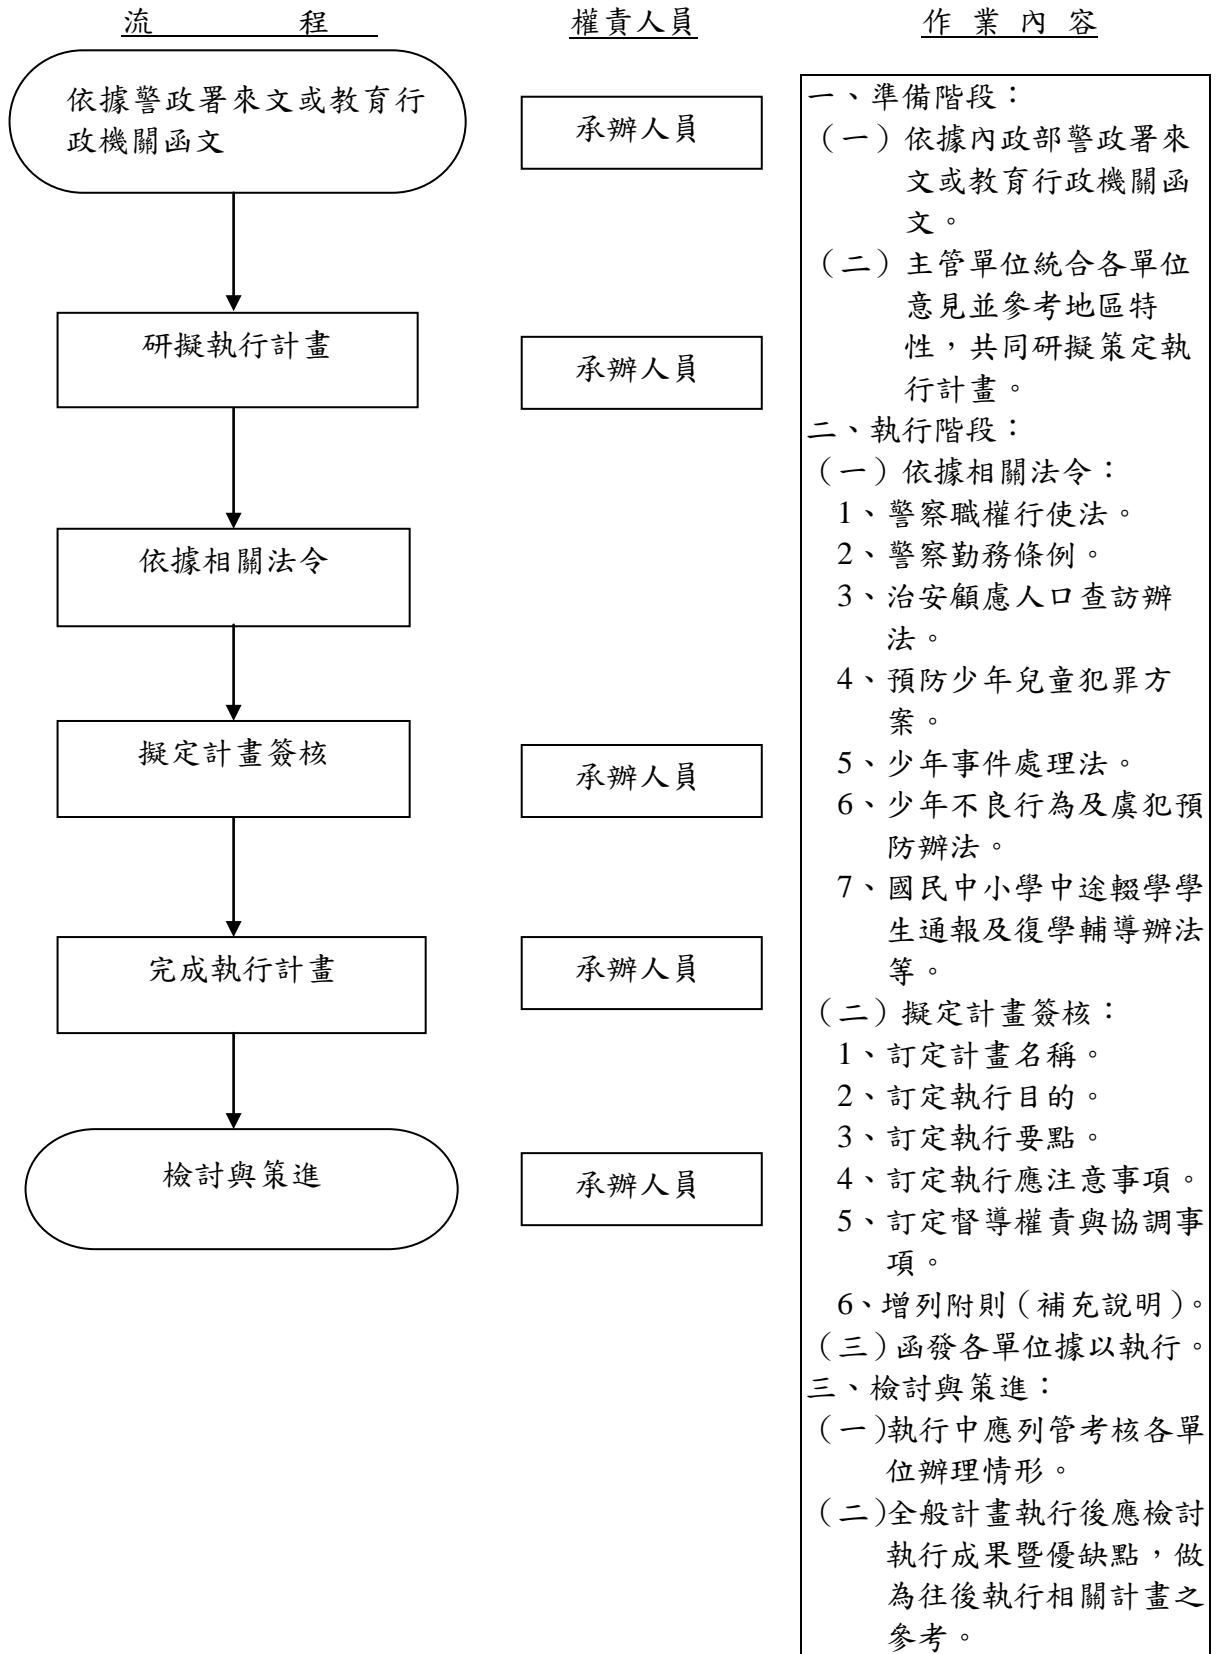 流　　　　　程
權責人員
作 業 內 容
依據警政署來文或教育行
政機關函文
承辦人員
研擬執行計畫
承辦人員
依據相關法令
擬定計畫簽核
承辦人員
完成執行計畫
承辦人員
檢討與策進
承辦人員
一、準備階段：
（一）依據內政部警政署來
文或教育行政機關函
文。
（二）主管單位統合各單位
意見並參考地區特
性，共同研擬策定執
行計畫。
二、執行階段：
（一）依據相關法令：
1、警察職權行使法。
2、警察勤務條例。
3、治安顧慮人口查訪辦
法。
4、預防少年兒童犯罪方
案。
5、少年事件處理法。
6、少年不良行為及虞犯預
防辦法。
7、國民中小學中途輟學學
生通報及復學輔導辦法
等。
（二）擬定計畫簽核：
1、訂定計畫名稱。
2、訂定執行目的。
3、訂定執行要點。
4、訂定執行應注意事項。
5、訂定督導權責與協調事
項。
6、增列附則（補充說明）。
（三）函發各單位據以執行。
三、檢討與策進：
（一）執行中應列管考核各單
位辦理情形。
（二）全般計畫執行後應檢討
執行成果暨優缺點，做
為往後執行相關計畫之
參考。